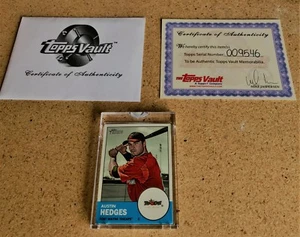 Topps Vault
Certificate of Authenticity
Certificate of Authenticity
We hereby certify this item(s)
Topps Serial Number: 009546
To be Authentic Topps Vault Memorabilia.
Topps Vault
AUSTIN
HEDGES